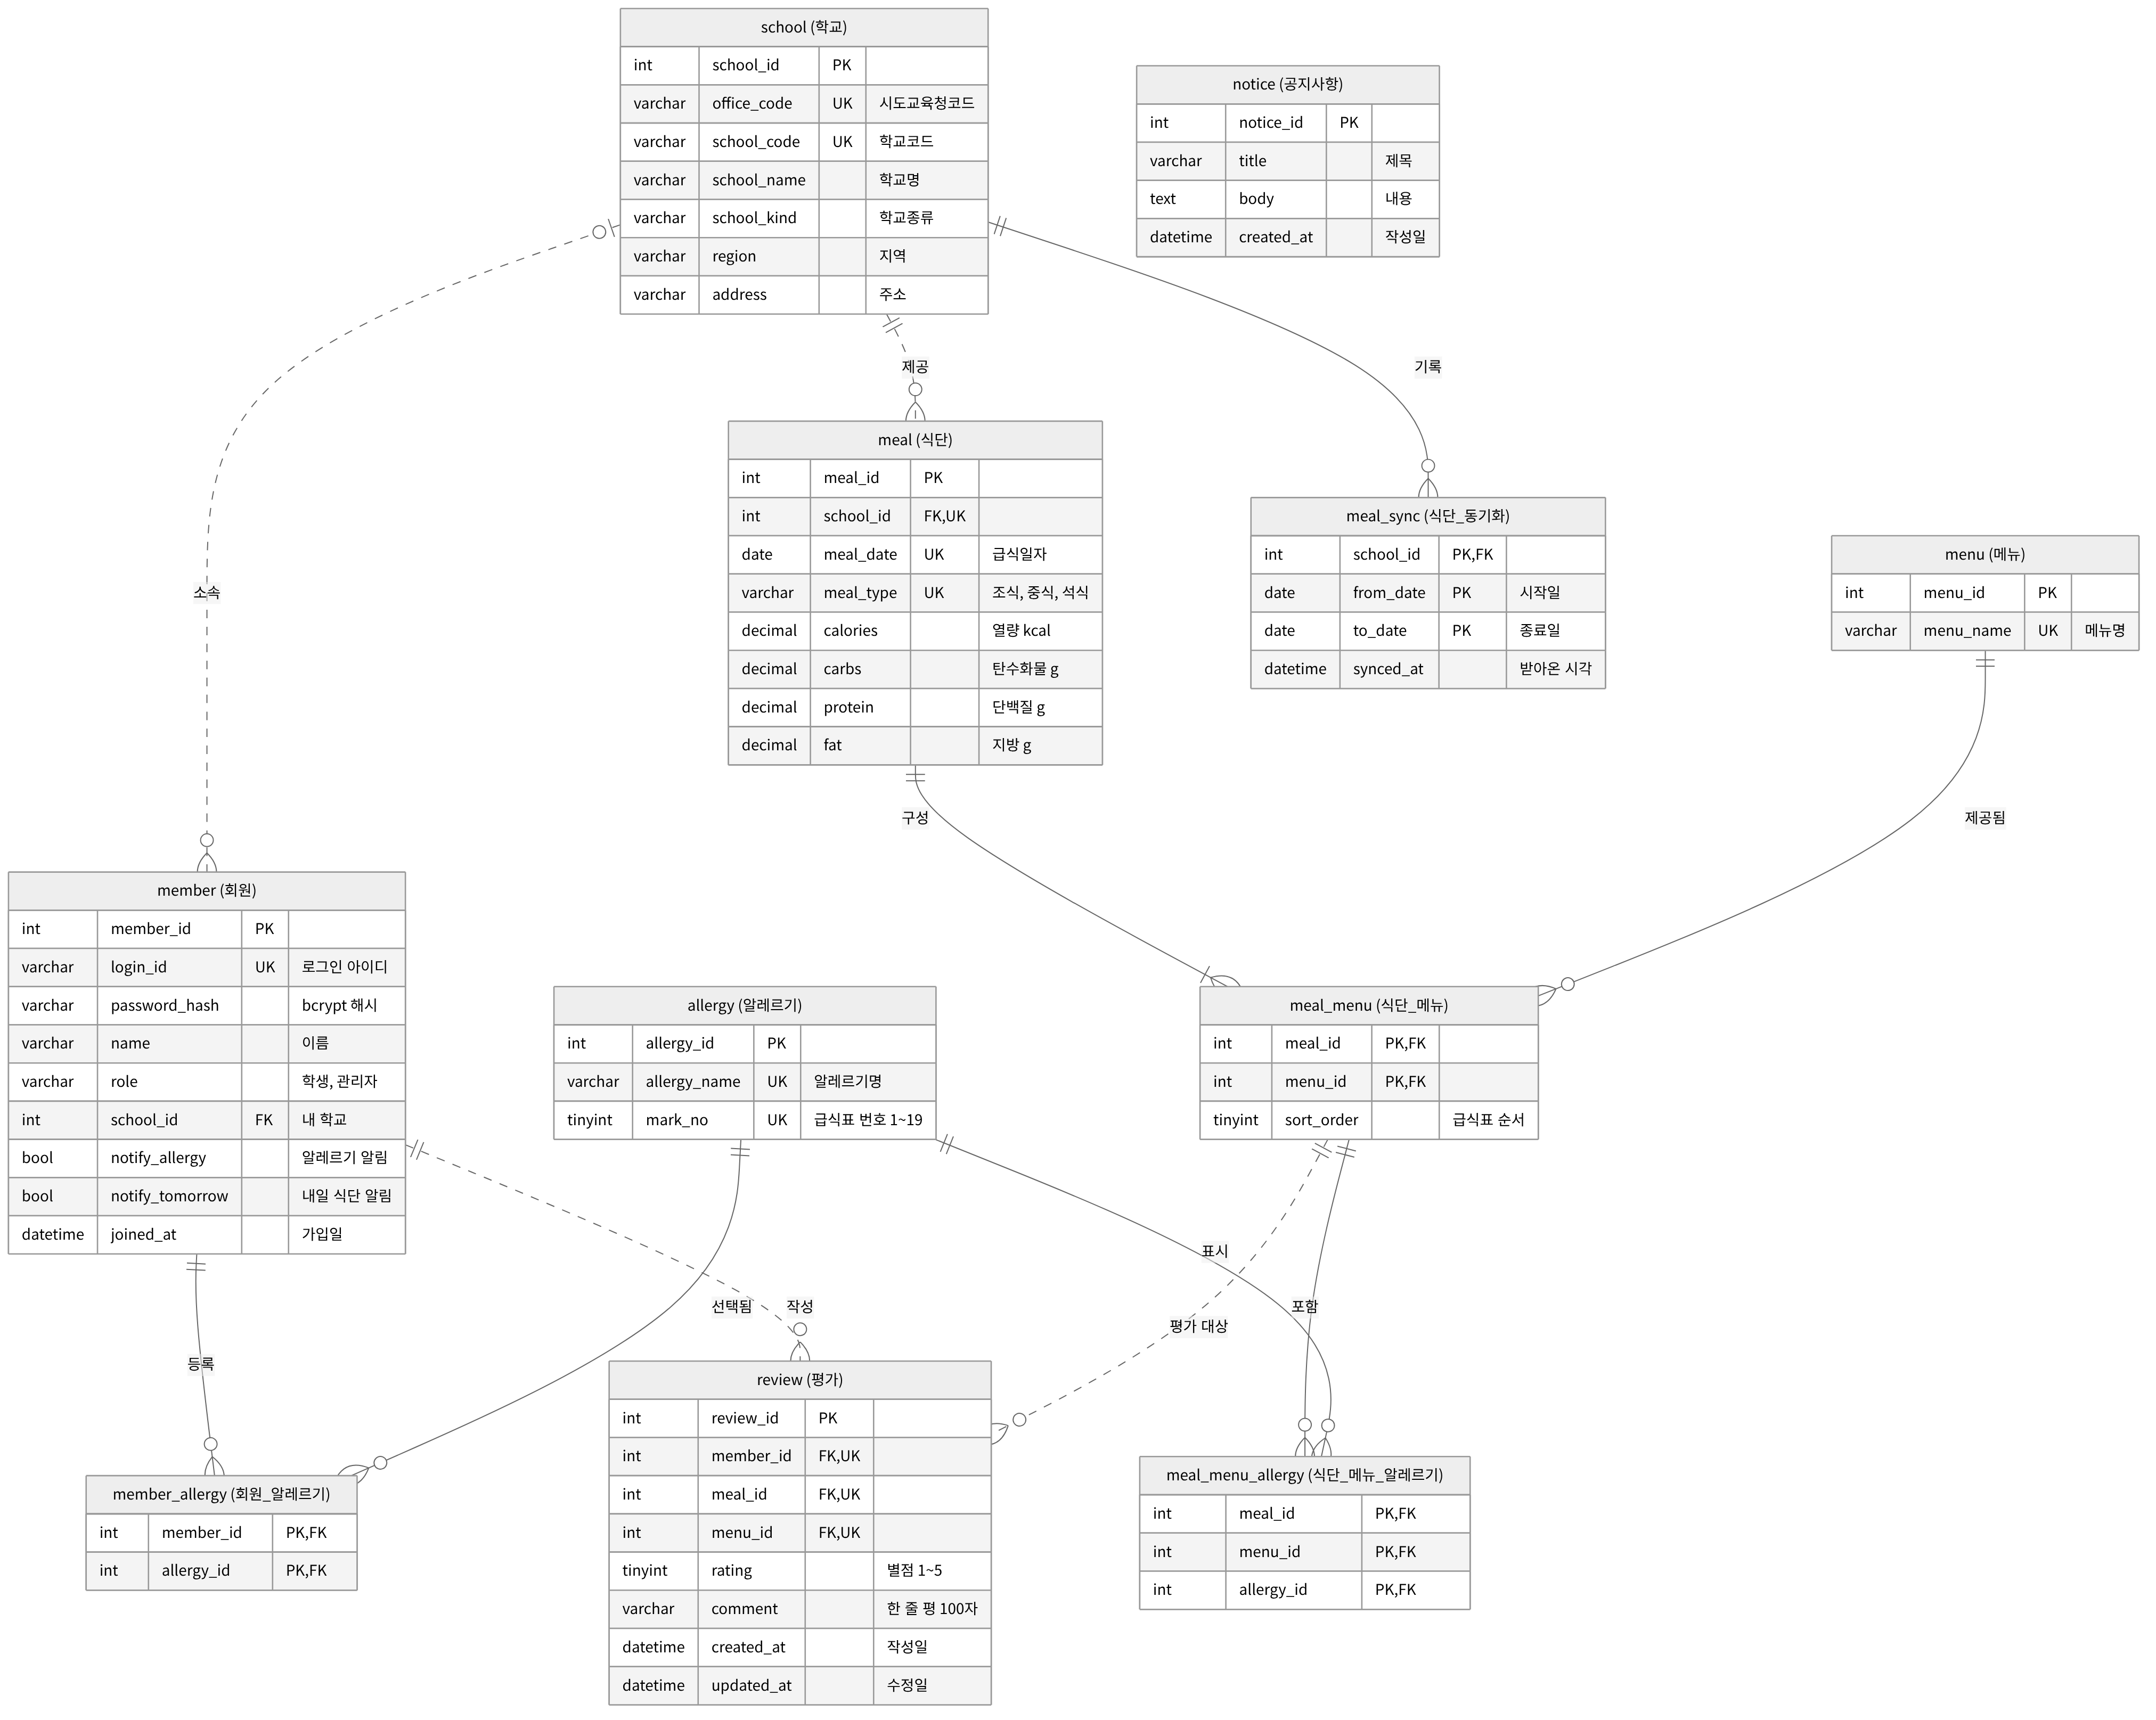 school (학교)
int school_id PK
varchar office_code UK 시도교육청코드
varchar school_code UK 학교코드
varchar school_name 학교명
varchar school_kind 학교종류
varchar region 지역
varchar address 주소
notice (공지사항)
int notice_id PK
varchar title 제목
text body 내용
datetime created_at 작성일
제공
기록
소속
meal (식단)
int meal_id PK
int school_id FK,UK
date meal_date UK 급식일자
varchar meal_type UK 조식, 중식, 석식
decimal calories 열량 kcal
decimal carbs 탄수화물 g
decimal protein 단백질 g
decimal fat 지방 g
meal_sync (식단_동기화)
int school_id PK,FK
date from_date PK 시작일
date to_date PK 종료일
datetime synced_at 받아온 시각
menu (메뉴)
int menu_id PK
varchar menu_name UK 메뉴명
구성
제공됨
member (회원)
int member_id PK
varchar login_id UK 로그인 아이디
varchar password_hash bcrypt 해시
varchar name 이름
varchar role 학생, 관리자
int school_id FK 내 학교
bool notify_allergy 알레르기 알림
bool notify_tomorrow 내일 식단 알림
datetime joined_at 가입일
allergy (알레르기)
int allergy_id PK
varchar allergy_name UK 알레르기명
tinyint mark_no UK 급식표 번호 1~19
meal_menu (식단_메뉴)
int meal_id PK,FK
int menu_id PK,FK
tinyint sort_order 급식표 순서
표시
선택됨
작성
포함
평가 대상
등록
review (평가)
int review_id PK
int member_id FK,UK
int meal_id FK,UK
int menu_id FK,UK
tinyint rating 별점 1~5
varchar comment 한 줄 평 100자
datetime created_at 작성일
datetime updated_at 수정일
member_allergy (회원_알레르기)
int member_id PK,FK
int allergy_id PK,FK
meal_menu_allergy (식단_메뉴_알레르기)
int meal_id PK,FK
int menu_id PK,FK
int allergy_id PK,FK